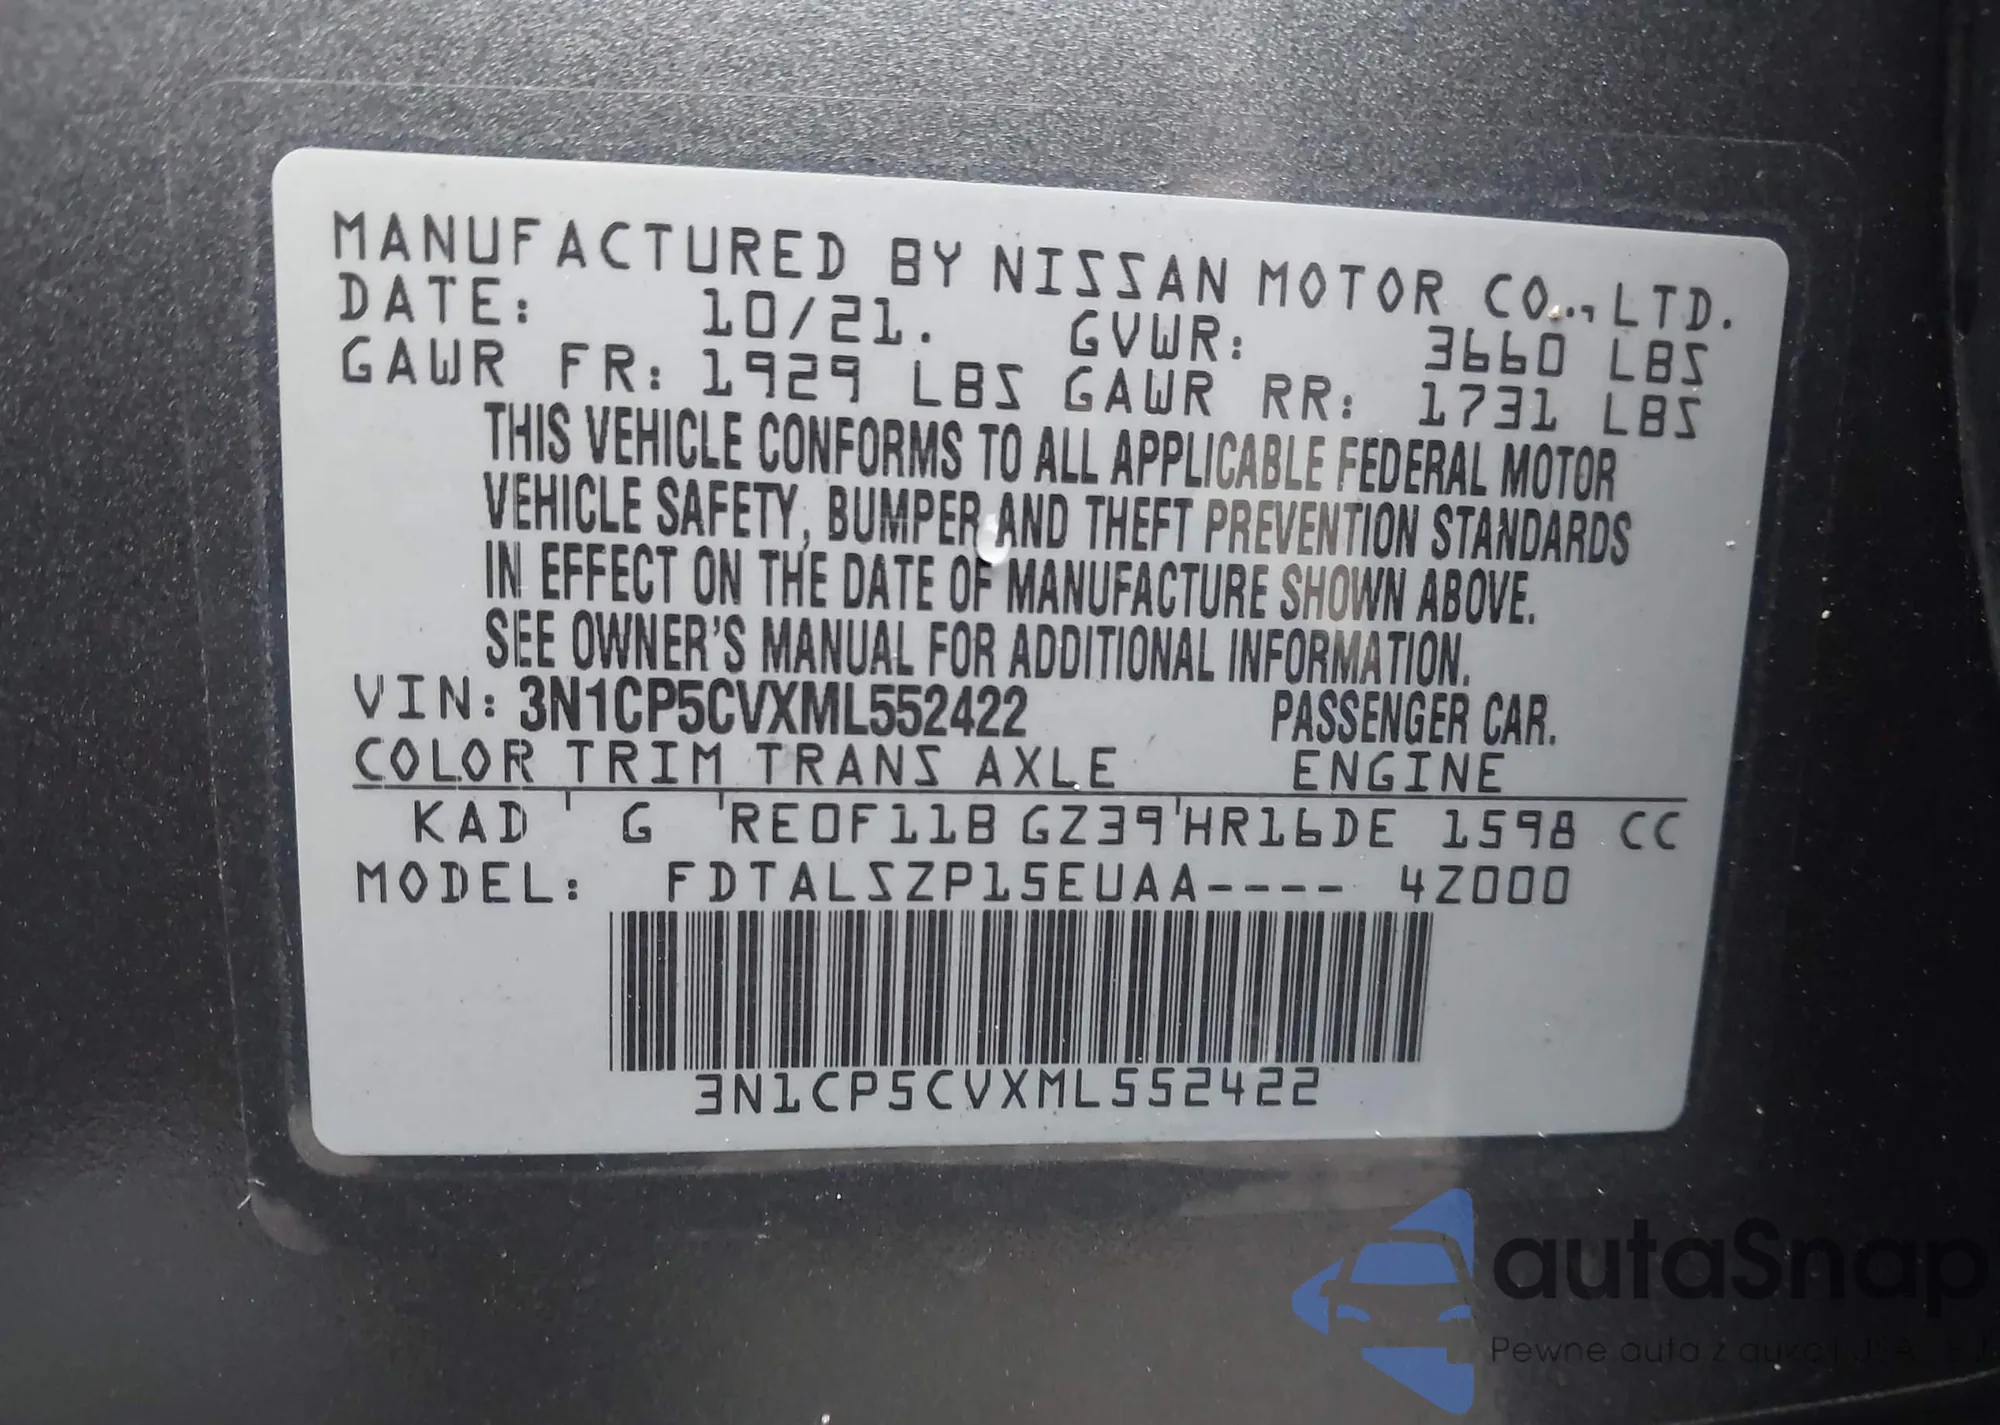 MANUFACTURED BY NISSAN MOTOR CO.., LTD.
DATE: 10/21. GVWR: 3660 LBS
GAWR FR: 1929 LBS GAWR RR: 1731 LBS
THIS VEHICLE CONFORMS TO ALL APPLICABLE FEDERAL MOTOR
VEHICLE SAFETY, BUMPER AND THEFT PREVENTION STANDARDS
IN EFFECT ON THE DATE OF MANUFACTURE SHOWN ABOVE.
SEE OWNER'S MANUAL FOR ADDITIONAL INFORMATION.
VIN: 3N1CP5CVXML552422 PASSENGER CAR.
COLOR TRIM TRANS AXLE ENGINE
KAD G RE0F11B GZ39 HR16DE 1598 CC
MODEL: FDTALSZP15EUAA---- 4Z000
3N1CP5CVXML552422
autaSnap
Pewne auta z aukcji